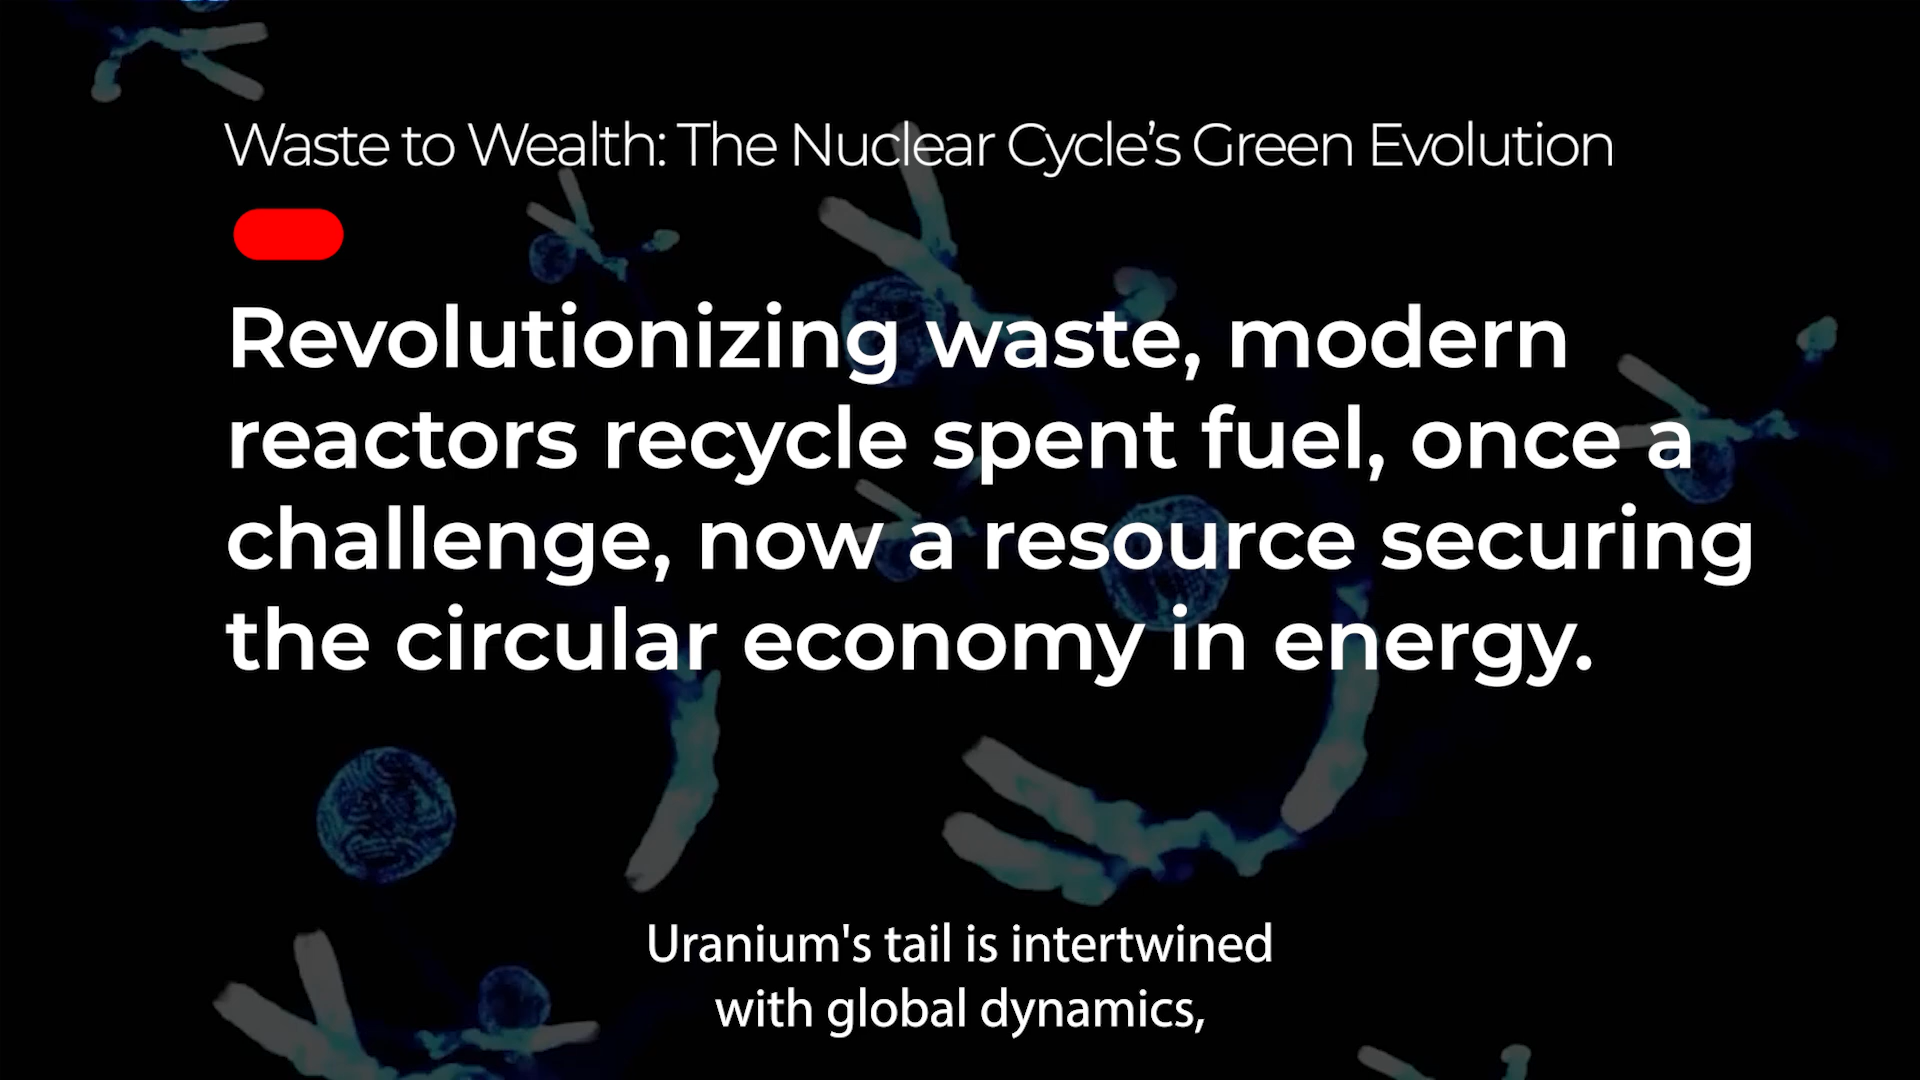 Waste to Wealth: The Nuclear Cycle’s Green Evolution
Revolutionizing waste, modern
reactors recycle spent fuel, once a
challenge, now a resource securing
the circular economy in energy.
Uranium's tail is intertwined
with global dynamics,